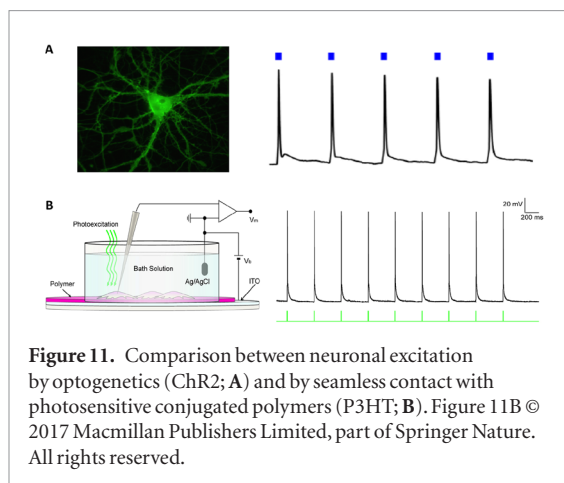 A
B
Photoexcitation
Vm
Bath Solution
Vb
ITO
Polymer
Ag/AgCl
20 mV
200 ms
Figure 11. Comparison between neuronal excitation
by optogenetics (ChR2; A) and by seamless contact with
photosensitive conjugated polymers (P3HT; B). Figure 11B ©
2017 Macmillan Publishers Limited, part of Springer Nature.
All rights reserved.